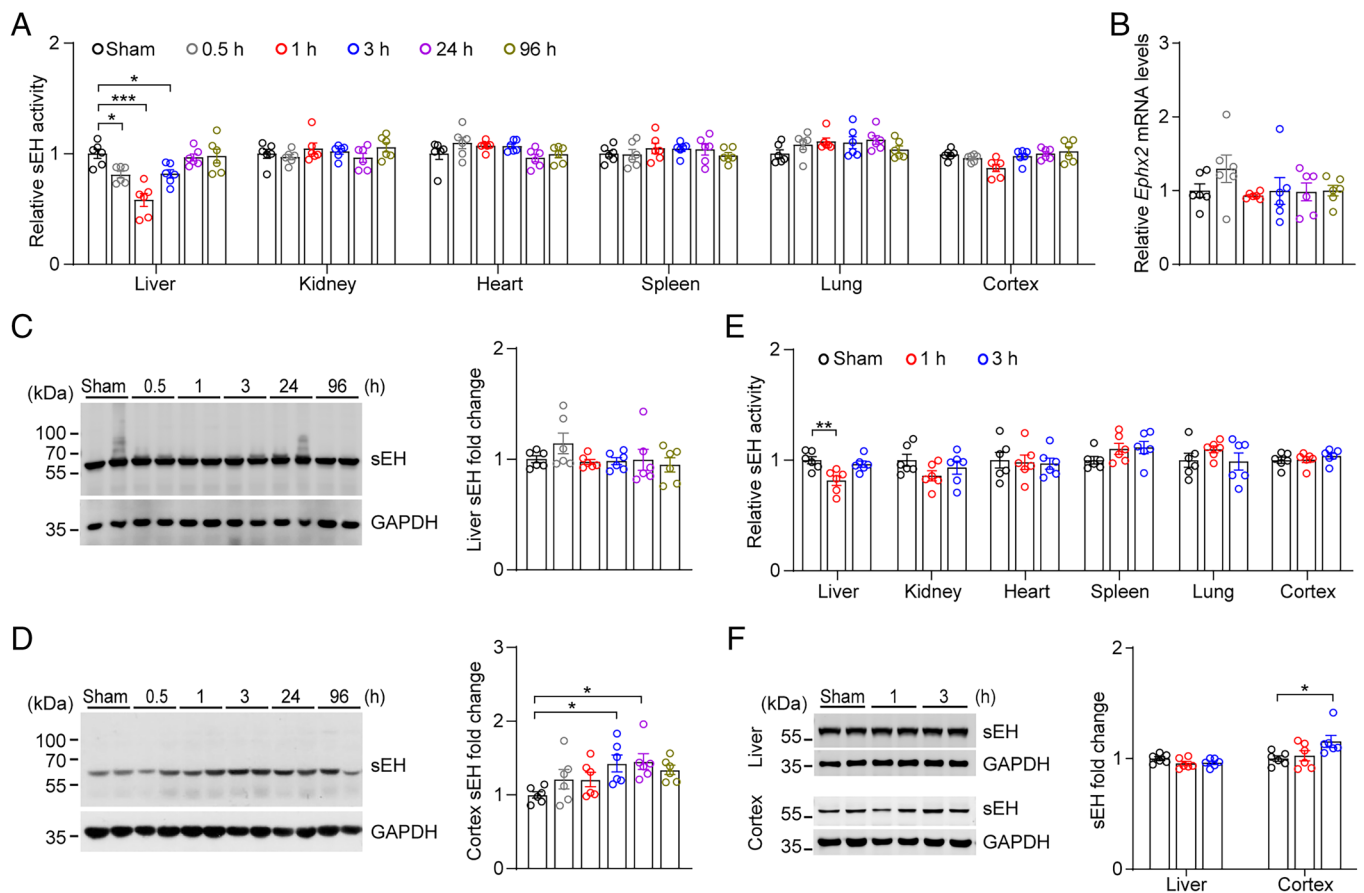 A
2
1
0
Relative sEH activity
Sham 0.5 h 1 h 3 h 24 h 96 h
*
***
*
Liver Kidney Heart Spleen Lung Cortex
B
3
2
1
0
Relative Ephx2 mRNA levels
C
(kDa) Sham 0.5 1 3 24 96 (h)
100
70
55
sEH
35
GAPDH
2
1
0
Liver sEH fold change
E
2
1
0
Relative sEH activity
Sham 1 h 3 h
**
Liver Kidney Heart Spleen Lung Cortex
D
(kDa) Sham 0.5 1 3 24 96 (h)
100
70
55
sEH
35
GAPDH
3
2
1
0
Cortex sEH fold change
*
*
F
(kDa) Sham 1 3 (h)
Liver
55
sEH
35
GAPDH
Cortex
55
sEH
35
GAPDH
2
1
0
sEH fold change
*
Liver Cortex